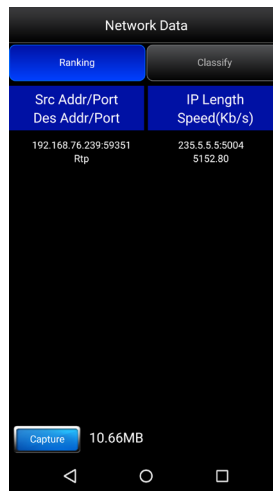 Network Data
Ranking
Classify
Src Addr/Port
Des Addr/Port
IP Length
Speed(Kb/s)
192.168.76.239:59351
Rtp
235.5.5.5:5004
5152.80
Capture
10.66MB